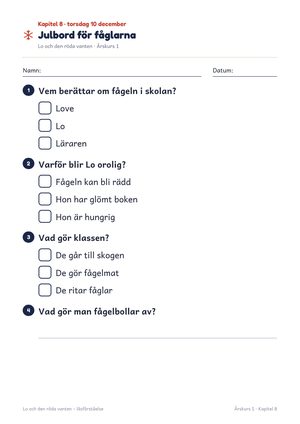 Kapitel 8 · torsdag 10 december
Julbord för fåglarna
Lo och den röda vanten · Årskurs 1
Namn: Datum:
1 Vem berättar om fågeln i skolan?
Love
Lo
Läraren
2 Varför blir Lo orolig?
Fågeln kan bli rädd
Hon har glömt boken
Hon är hungrig
3 Vad gör klassen?
De går till skogen
De gör fågelmat
De ritar fåglar
4 Vad gör man fågelbollar av?
Lo och den röda vanten – läsförståelse Årskurs 1 · Kapitel 8